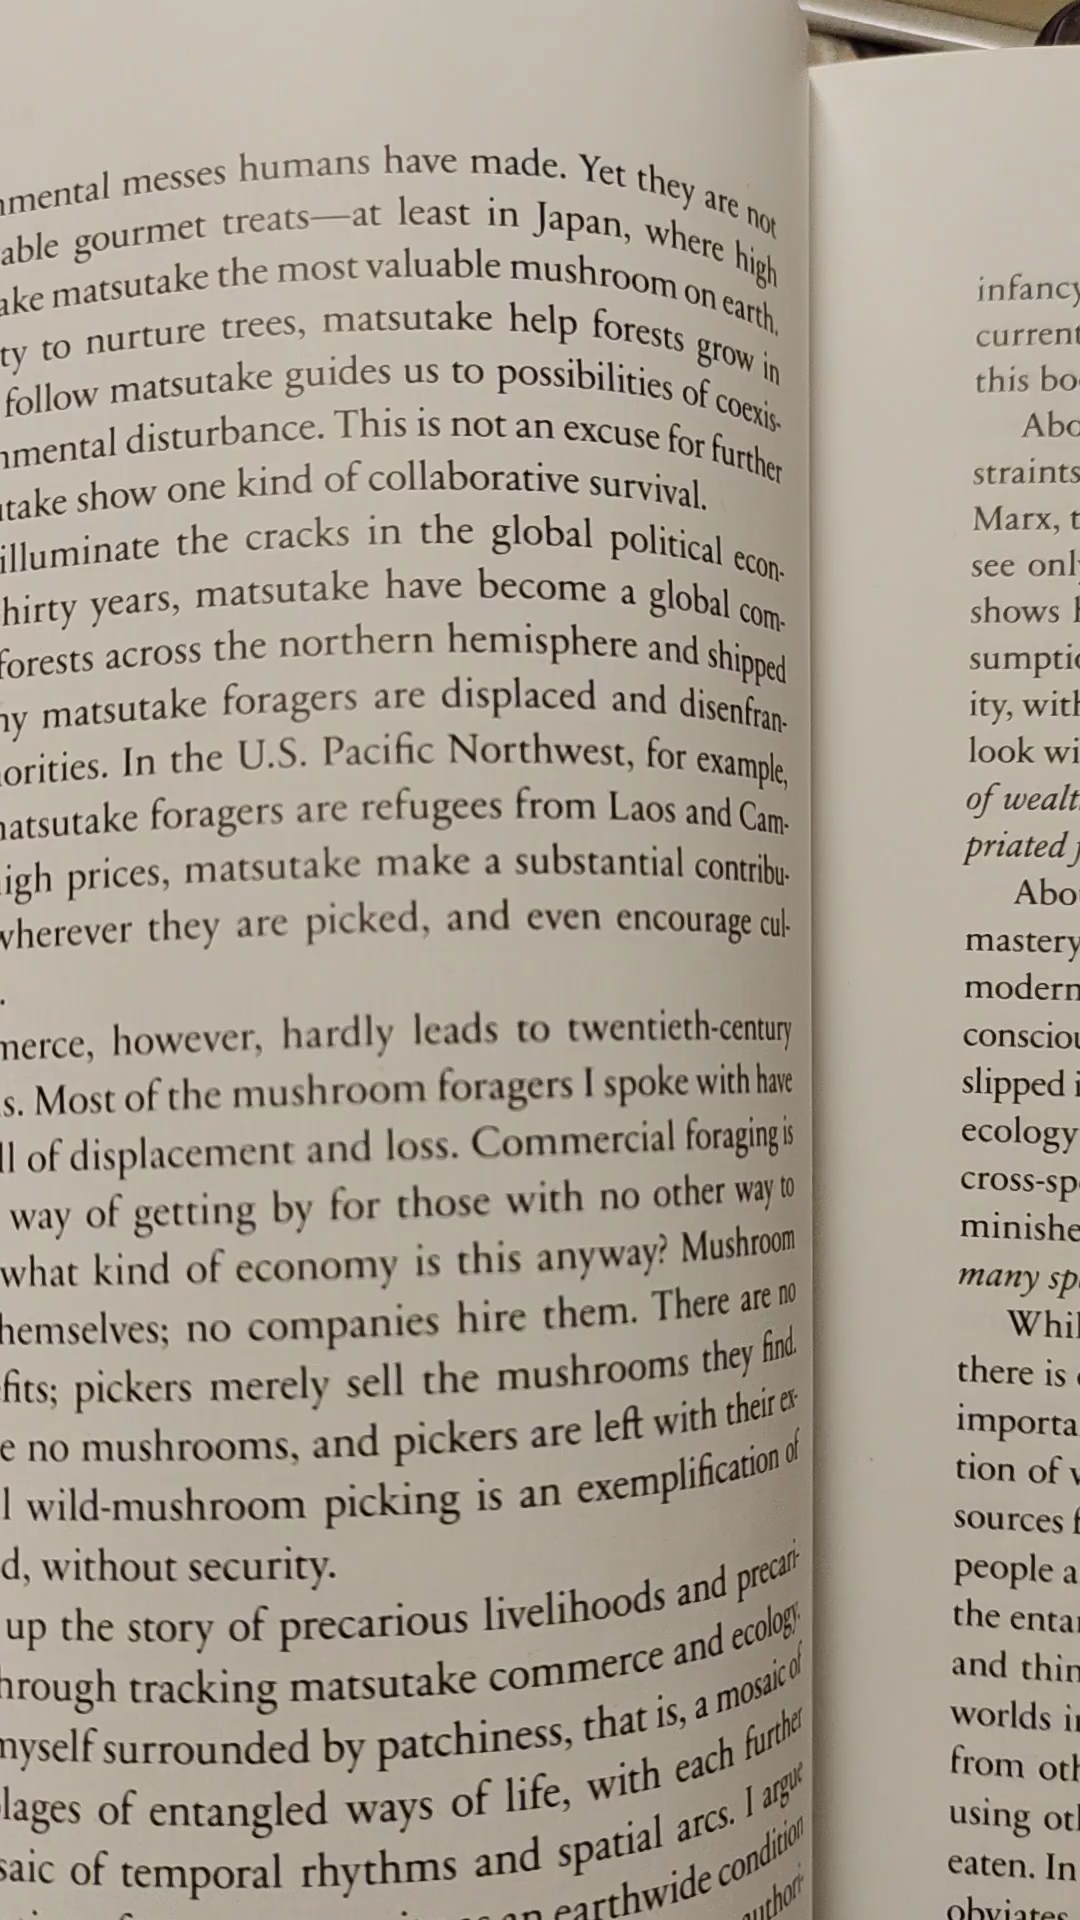 nmental messes humans have made. Yet they are not
able gourmet treats—at least in Japan, where high
ake matsutake the most valuable mushroom on earth.
ty to nurture trees, matsutake help forests grow in
follow matsutake guides us to possibilities of coexis-
nmental disturbance. This is not an excuse for further
utake show one kind of collaborative survival.
illuminate the cracks in the global political econ-
hirty years, matsutake have become a global com-
forests across the northern hemisphere and shipped
ny matsutake foragers are displaced and disenfran-
orities. In the U.S. Pacific Northwest, for example,
natsutake foragers are refugees from Laos and Cam-
igh prices, matsutake make a substantial contribu-
wherever they are picked, and even encourage cul-
.
merce, however, hardly leads to twentieth-century
s. Most of the mushroom foragers I spoke with have
ll of displacement and loss. Commercial foraging is
way of getting by for those with no other way to
what kind of economy is this anyway? Mushroom
hemselves; no companies hire them. There are no
fits; pickers merely sell the mushrooms they find.
e no mushrooms, and pickers are left with their ex-
l wild-mushroom picking is an exemplification of
d, without security.
up the story of precarious livelihoods and precari-
hrough tracking matsutake commerce and ecology.
myself surrounded by patchiness, that is, a mosaic of
lages of entangled ways of life, with each further
saic of temporal rhythms and spatial arcs. I argue
an earthwide condition
authori-
infancy
current
this bo
Abo
straints
Marx, t
see onl
shows h
sumptio
ity, with
look wi
of wealt
priated f
Abo
mastery
modern
consciou
slipped i
ecology
cross-sp
minishe
many sp
Whil
there is
importa
tion of w
sources f
people a
the entan
and thin
worlds in
from oth
using oth
eaten. In
obviates